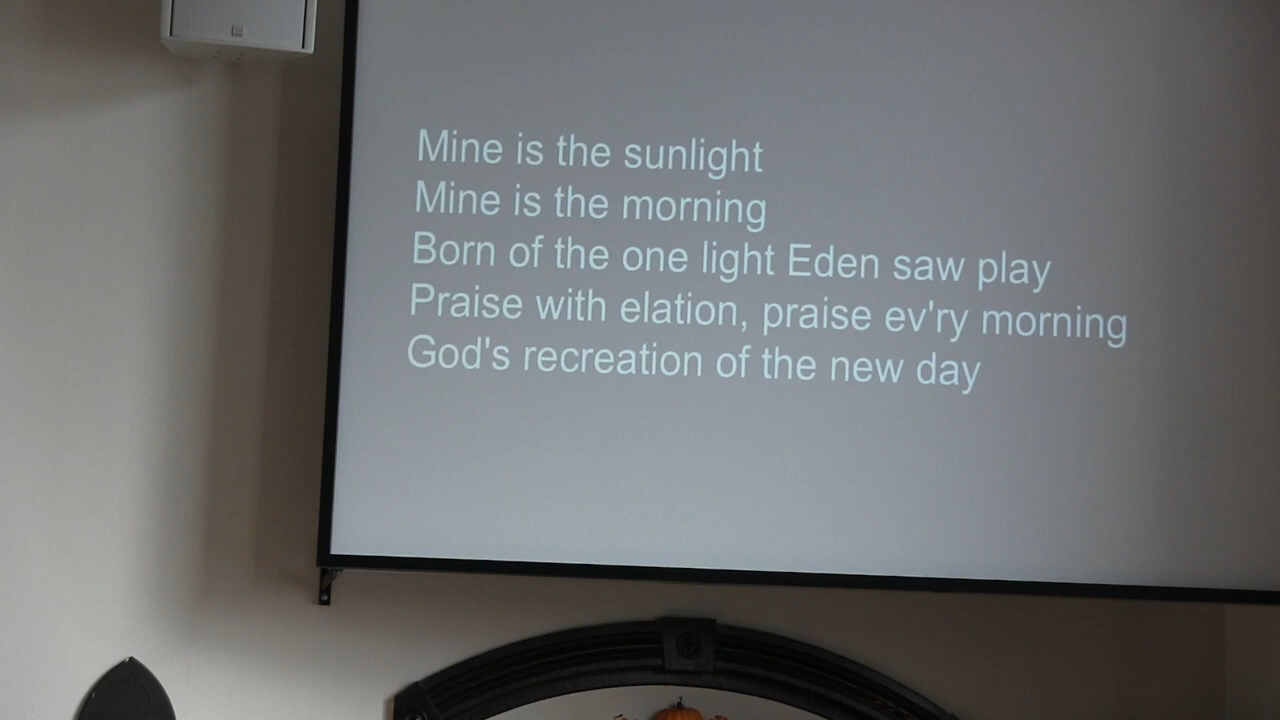 Mine is the sunlight
Mine is the morning
Born of the one light Eden saw play
Praise with elation, praise ev'ry morning
God's recreation of the new day